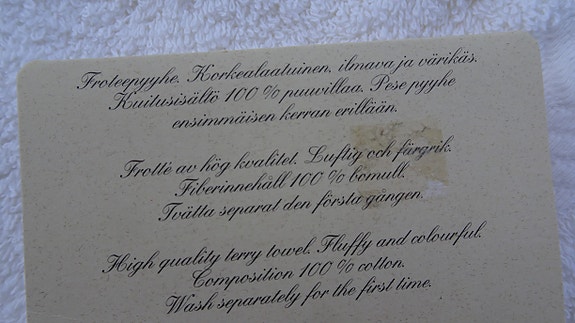 Froteepyyhe. Korkealaatuinen, ilmava ja värikäs.
Kuitusisältö 100 % puuvillaa. Pese pyyhe
ensimmäisen kerran erillään.
Frotté av hög kvalitet. Luftig och färgrik.
Fiberinnehåll 100 % bomull.
Tvätta separat den första gången.
High quality terry towel. Fluffy and colourful.
Composition 100 % cotton.
Wash separately for the first time.